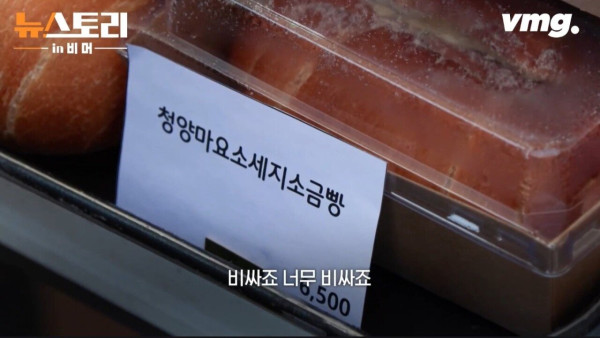 뉴스토리
in 비머
vmg.
청양마요소세지소금빵
6,500
비싸죠 너무 비싸죠